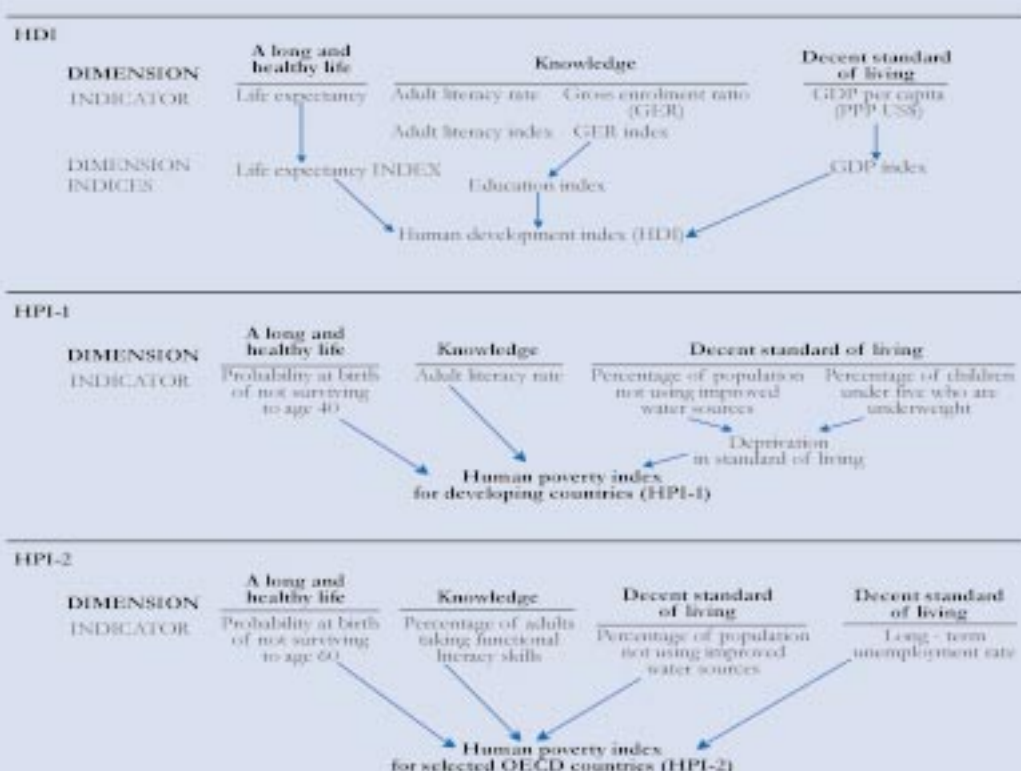 HDI
DIMENSION
A long and
healthy life
Knowledge
Decent standard
of living
INDICATOR
Life expectancy
Adult literacy rate
Gross enrolment ratio
(GER)
GDP per capita
(PPP US$)
Adult literacy index
GER index
DIMENSION
INDICES
Life expectancy INDEX
Education index
GDP index
Human development index (HDI)
HPI-1
DIMENSION
A long and
healthy life
Knowledge
Decent standard of living
INDICATOR
Probability at birth
of not surviving
to age 40
Adult literacy rate
Percentage of population
not using improved
water sources
Percentage of children
under five who are
underweight
Deprivation
in standard of living
Human poverty index
for developing countries (HPI-1)
HPI-2
DIMENSION
A long and
healthy life
Knowledge
Decent standard
of living
Decent standard
of living
INDICATOR
Probability at birth
of not surviving
to age 60
Percentage of adults
taking functional
literacy skills
Percentage of population
not using improved
water sources
Long - term
unemployment rate
Human poverty index
for selected OECD countries (HPI-2)